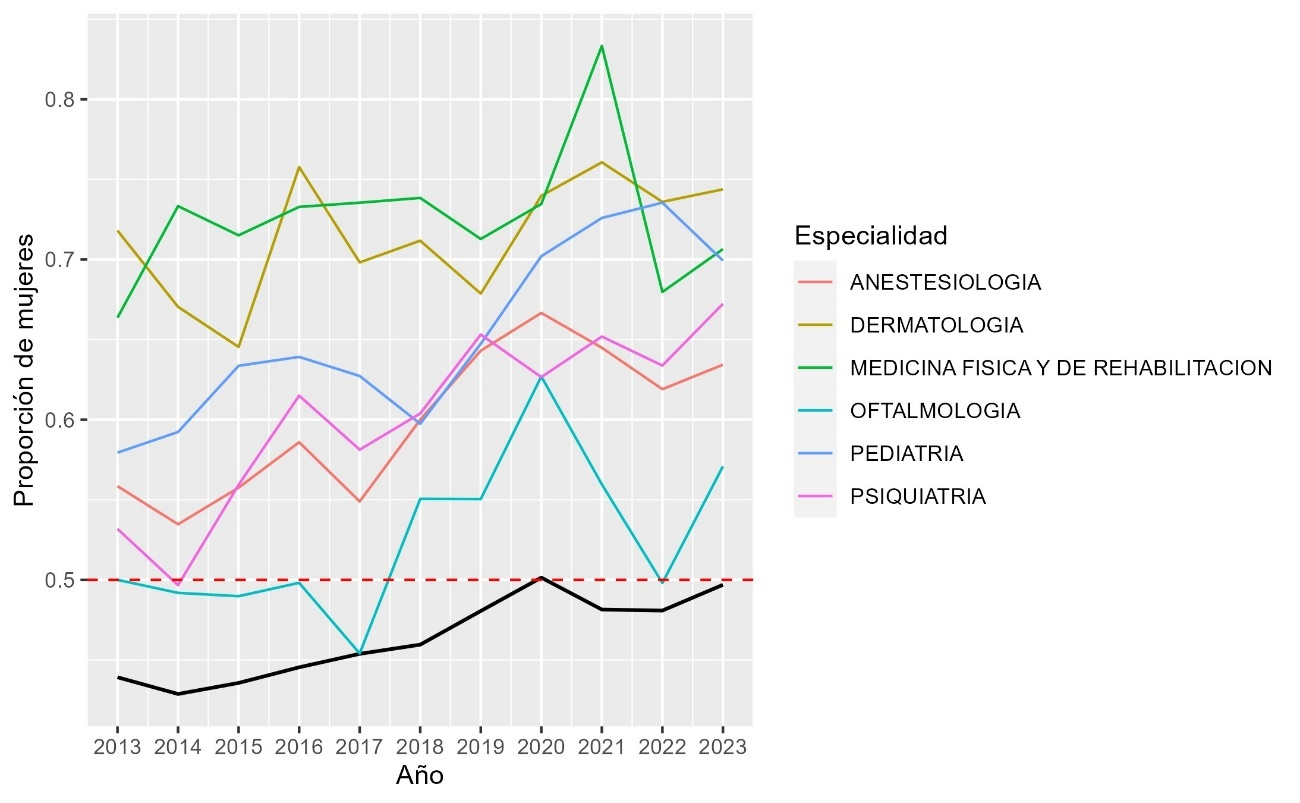 Proporción de mujeres
0.8
0.7
0.6
0.5
2013 2014 2015 2016 2017 2018 2019 2020 2021 2022 2023
Año
Especialidad
ANESTESIOLOGIA
DERMATOLOGIA
MEDICINA FISICA Y DE REHABILITACION
OFTALMOLOGIA
PEDIATRIA
PSIQUIATRIA